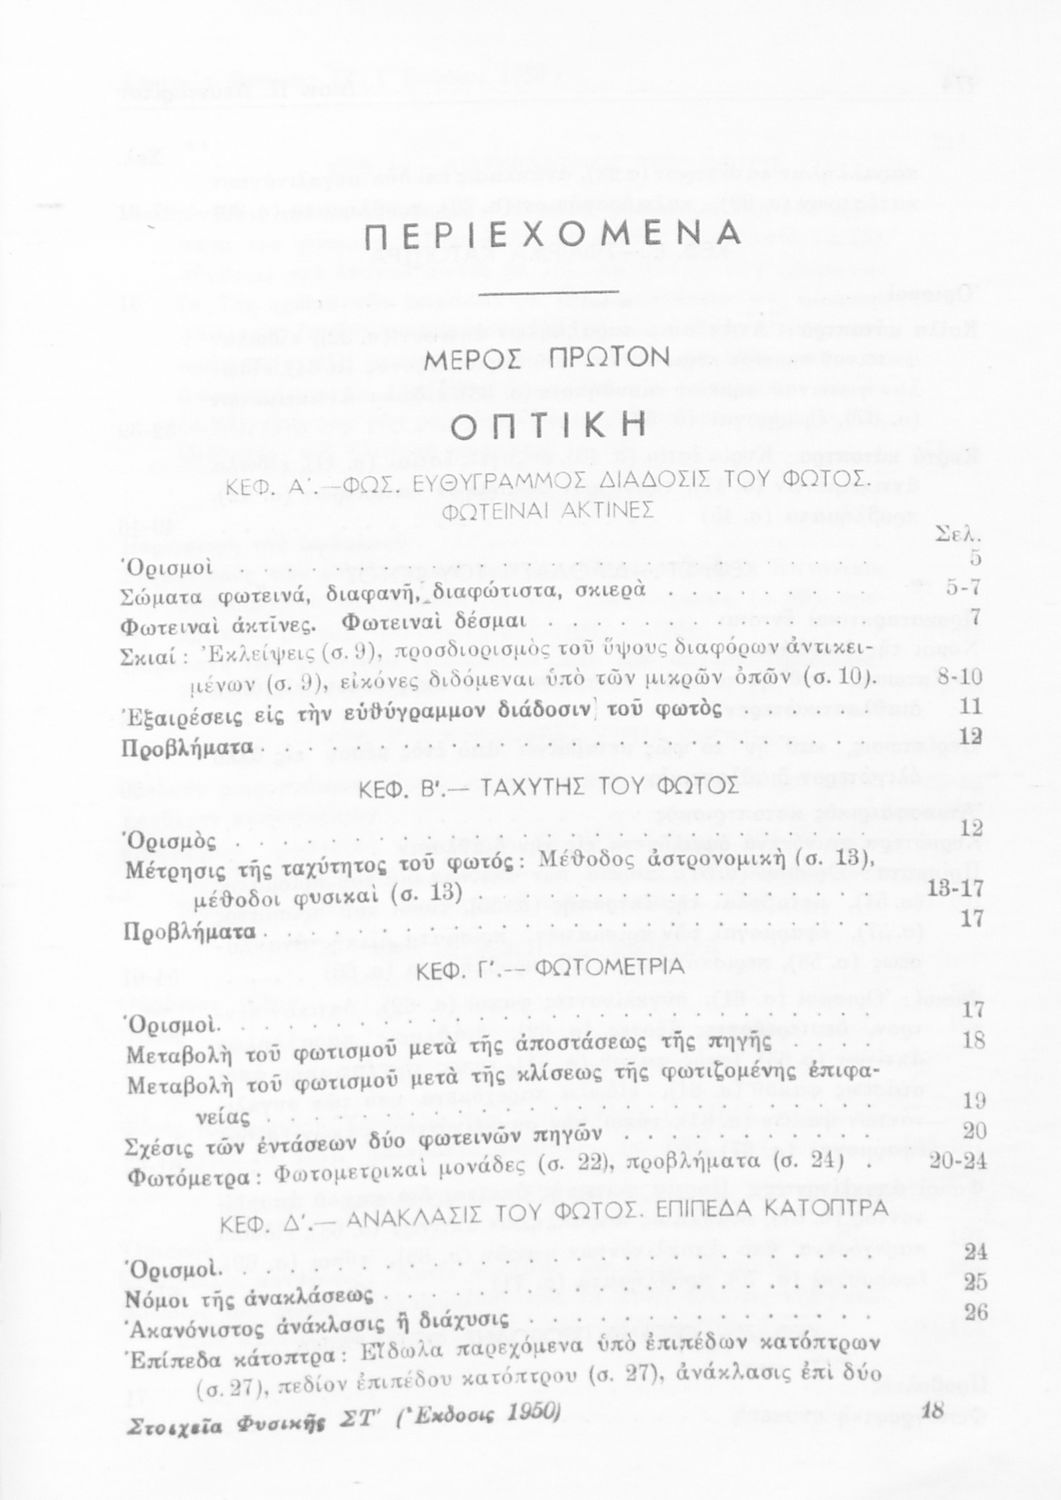 ΠΕΡΙΕΧΟΜΕΝΑ
ΜΕΡΟΣ ΠΡΩΤΟΝ
ΟΠΤΙΚΗ
ΚΕΦ. Α΄.—ΦΩΣ. ΕΥΘΥΓΡΑΜΜΟΣ ΔΙΑΔΟΣΙΣ ΤΟΥ ΦΩΤΟΣ.
ΦΩΤΕΙΝΑΙ ΑΚΤΙΝΕΣ
Σελ.
Ὁρισμοὶ . . . . . . . . . . . . . . . . . . 5
Σώματα φωτεινά, διαφανῆ, διαφώτιστα, σκιερὰ . . . . . . . . . 5-7
Φωτειναὶ ἀκτῖνες. Φωτειναὶ δέσμαι . . . . . . . . . . . . . . 7
Σκιαί : Ἐκλείψεις (σ. 9), προσδιορισμὸς τοῦ ὕψους διαφόρων ἀντικει-
μένων (σ. 9), εἰκόνες διδόμεναι ὑπὸ τῶν μικρῶν ὀπῶν (σ. 10). 8-10
Ἐξαιρέσεις εἰς τὴν εὐθύγραμμον διάδοσιν τοῦ φωτὸς . . . . . . 11
Προβλήματα . . . . . . . . . . . . . . . . . . . . . . 12
ΚΕΦ. Β΄.— ΤΑΧΥΤΗΣ ΤΟΥ ΦΩΤΟΣ
Ὁρισμὸς . . . . . . . . . . . . . . . . . . . . . . . . 12
Μέτρησις τῆς ταχύτητος τοῦ φωτός : Μέθοδος ἀστρονομικὴ (σ. 13),
μέθοδοι φυσικαὶ (σ. 13) . . . . . . . . . . . . . . . 13-17
Προβλήματα . . . . . . . . . . . . . . . . . . . . . . 17
ΚΕΦ. Γ΄.-- ΦΩΤΟΜΕΤΡΙΑ
Ὁρισμοὶ. . . . . . . . . . . . . . . . . . . . . . . . 17
Μεταβολὴ τοῦ φωτισμοῦ μετὰ τῆς ἀποστάσεως τῆς πηγῆς . . . . 18
Μεταβολὴ τοῦ φωτισμοῦ μετὰ τῆς κλίσεως τῆς φωτιζομένης ἐπιφα-
νείας . . . . . . . . . . . . . . . . . . . . . . . . 19
Σχέσις τῶν ἐντάσεων δύο φωτεινῶν πηγῶν . . . . . . . . . . . 20
Φωτόμετρα : Φωτομετρικαὶ μονάδες (σ. 22), προβλήματα (σ. 24) . 20-24
ΚΕΦ. Δ΄.— ΑΝΑΚΛΑΣΙΣ ΤΟΥ ΦΩΤΟΣ. ΕΠΙΠΕΔΑ ΚΑΤΟΠΤΡΑ
Ὁρισμοὶ. . . . . . . . . . . . . . . . . . . . . . . . 24
Νόμοι τῆς ἀνακλάσεως . . . . . . . . . . . . . . . . . . 25
Ἀκανόνιστος ἀνάκλασις ἢ διάχυσις . . . . . . . . . . . . . . 26
Ἐπίπεδα κάτοπτρα : Εἴδωλα παρεχόμενα ὑπὸ ἐπιπέδων κατόπτρων
(σ. 27), πεδίον ἐπιπέδου κατόπτρου (σ. 27), ἀνάκλασις ἐπὶ δύο
Στοιχεῖα Φυσικῆς ΣΤ΄ (Ἔκδοσις 1950) 18